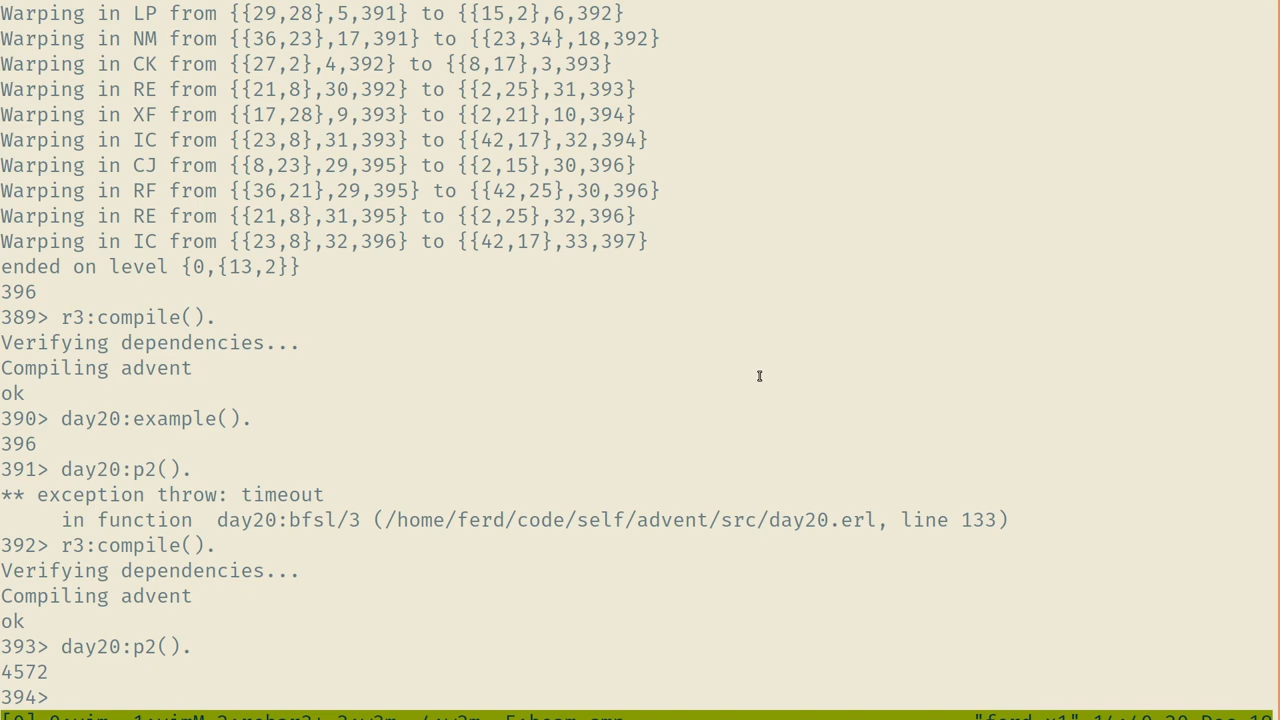 Warping in LP from {{29,28},5,391} to {{15,2},6,392}
Warping in NM from {{36,23},17,391} to {{23,34},18,392}
Warping in CK from {{27,2},4,392} to {{8,17},3,393}
Warping in RE from {{21,8},30,392} to {{2,25},31,393}
Warping in XF from {{17,28},9,393} to {{2,21},10,394}
Warping in IC from {{23,8},31,393} to {{42,17},32,394}
Warping in CJ from {{8,23},29,395} to {{2,15},30,396}
Warping in RF from {{36,21},29,395} to {{42,25},30,396}
Warping in RE from {{21,8},31,395} to {{2,25},32,396}
Warping in IC from {{23,8},32,396} to {{42,17},33,397}
ended on level {0,{13,2}}
396
389> r3:compile().
Verifying dependencies...
Compiling advent
ok
390> day20:example().
396
391> day20:p2().
** exception throw: timeout
in function  day20:bfsl/3 (/home/ferd/code/self/advent/src/day20.erl, line 133)
392> r3:compile().
Verifying dependencies...
Compiling advent
ok
393> day20:p2().
4572
394>